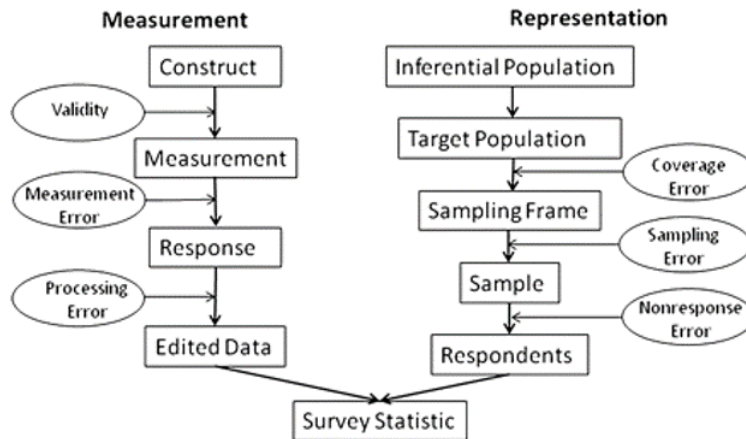 Measurement
Construct
Validity
Measurement
Measurement
Error
Response
Processing
Error
Edited Data
Representation
Inferential Population
Target Population
Coverage
Error
Sampling Frame
Sampling
Error
Sample
Nonresponse
Error
Respondents
Survey Statistic